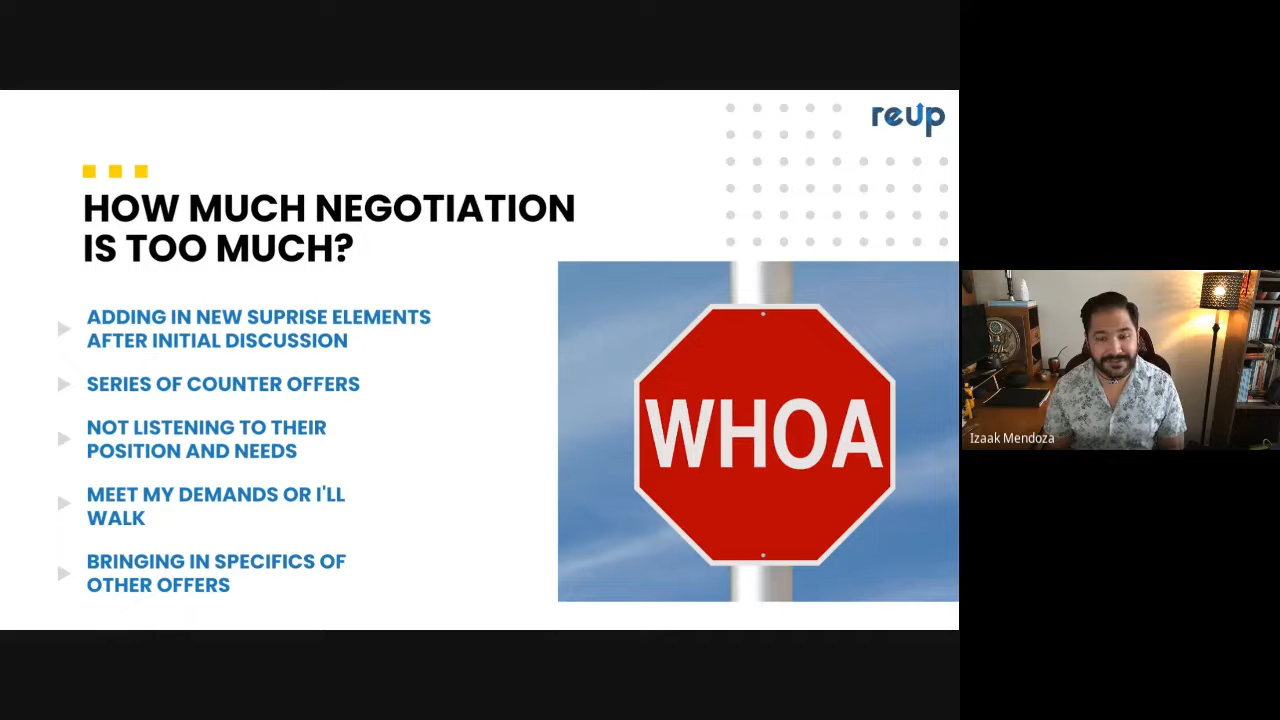 reup
HOW MUCH NEGOTIATION
IS TOO MUCH?
ADDING IN NEW SUPRISE ELEMENTS
AFTER INITIAL DISCUSSION
SERIES OF COUNTER OFFERS
NOT LISTENING TO THEIR
POSITION AND NEEDS
MEET MY DEMANDS OR I'LL
WALK
BRINGING IN SPECIFICS OF
OTHER OFFERS
WHOA
Izaak Mendoza